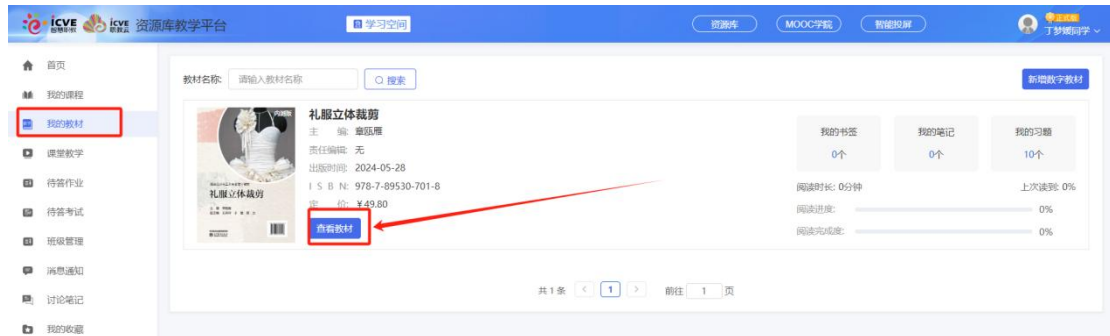 icve 智慧职教 icve 职教云 资源库教学平台
学习空间
资源库 MOOC学院 智能投屏
正式版
丁梦媛同学
首页
我的课程
我的教材
课堂教学
待答作业
待答考试
班级管理
消息通知
讨论笔记
我的收藏
教材名称: 请输入教材名称 搜索
新增数字教材
礼服立体裁剪
礼服立体裁剪
主 编: 章瓯雁
责任编辑: 无
出版时间: 2024-05-28
I S B N: 978-7-89530-701-8
定 价: ¥49.80
查看教材
我的书签 我的笔记 我的习题
0个 0个 10个
阅读时长: 0分钟 上次读到: 0%
阅读进度: 0%
阅读完成度: 0%
共 1 条 < 1 > 前往 1 页